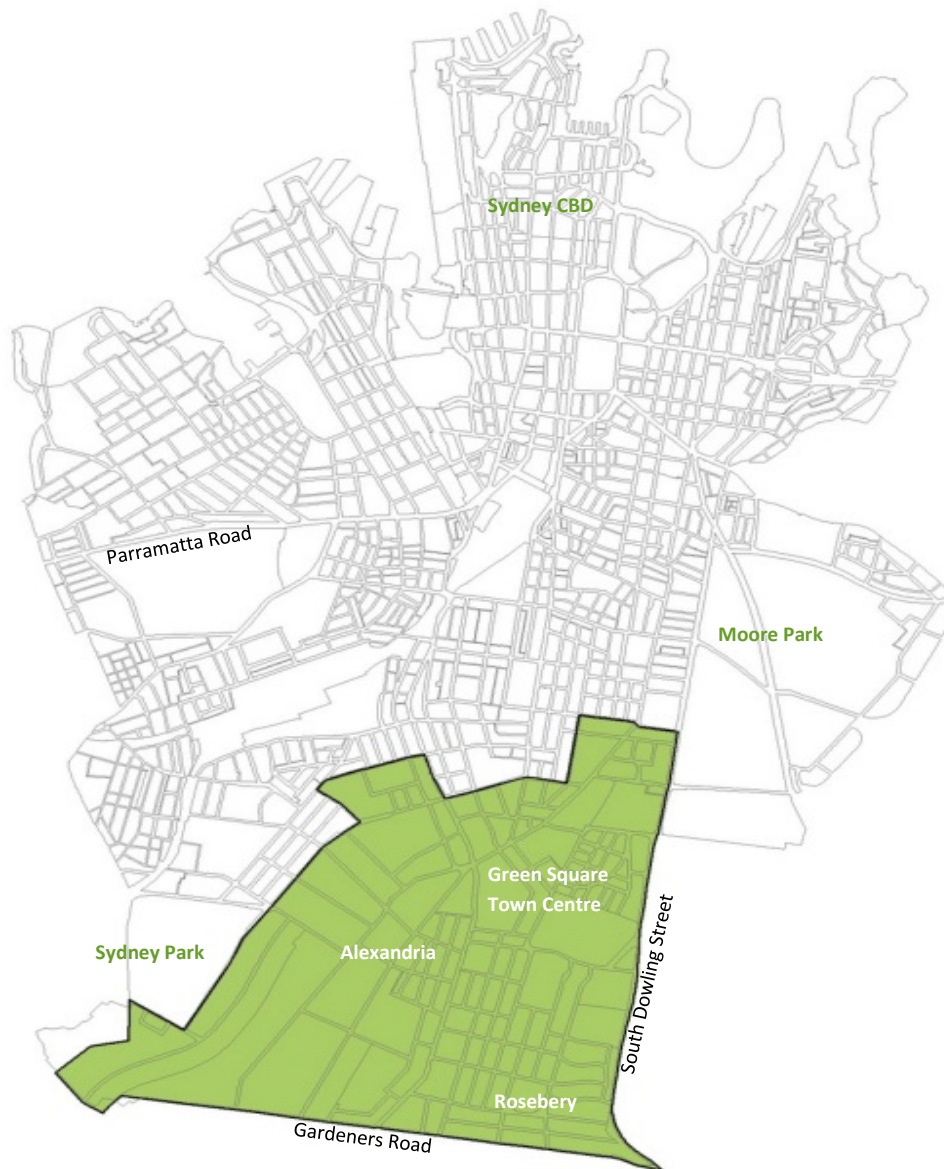 Sydney CBD
Parramatta Road
Moore Park
Green Square
Town Centre
Alexandria
Sydney Park
South Dowling Street
Rosebery
Gardeners Road